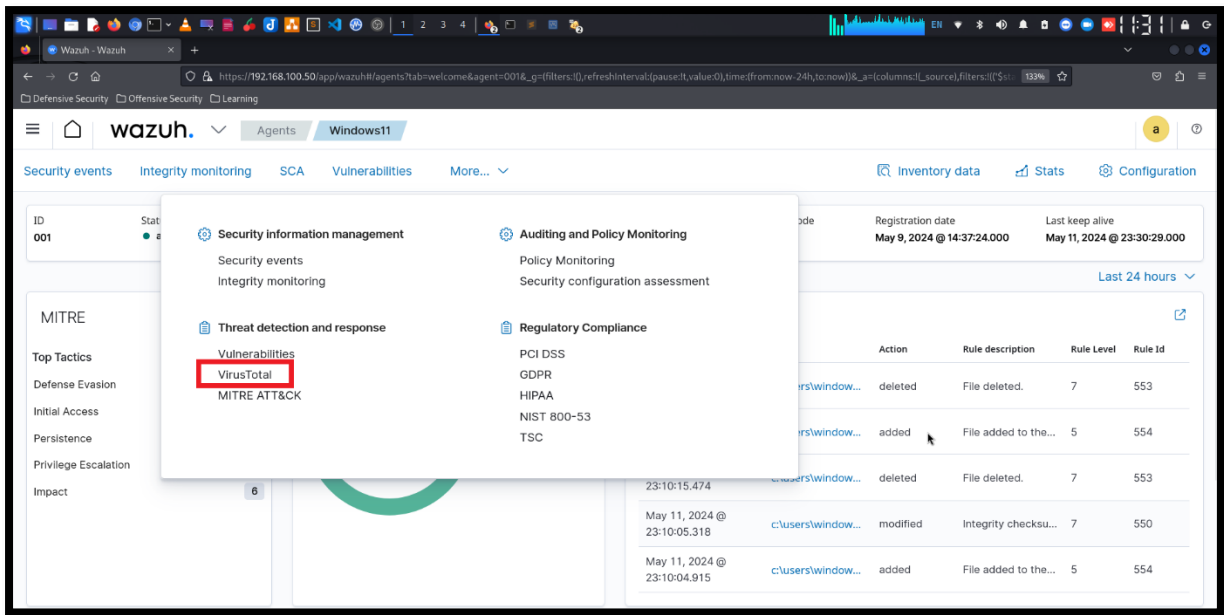 1 2 3 4 EN
Wazuh - Wazuh × +
https://192.168.100.50/app/wazuh#/agents?tab=welcome&agent=001&_g=(filters:!(),refreshInterval:(pause:!t,value:0),time:(from:now-24h,to:now))&_a=(columns:!(_source),filters:!(('$sta 133%
Defensive Security Offensive Security Learning
wazuh. Agents Windows11 a
Security events Integrity monitoring SCA Vulnerabilities More... Inventory data Stats Configuration
ID Registration date Last keep alive
001 May 9, 2024 @ 14:37:24.000 May 11, 2024 @ 23:30:29.000
Security information management Auditing and Policy Monitoring
Security events Policy Monitoring
Integrity monitoring Security configuration assessment
Last 24 hours
MITRE
Threat detection and response Regulatory Compliance
Top Tactics Vulnerabilities PCI DSS Action Rule description Rule Level Rule Id
Defense Evasion VirusTotal GDPR deleted File deleted. 7 553
MITRE ATT&CK HIPAA
Initial Access
NIST 800-53
Persistence TSC added File added to the... 5 554
Privilege Escalation
Impact 6 23:10:15.474 deleted File deleted. 7 553
May 11, 2024 @
23:10:05.318 c:\users\window... modified Integrity checksu... 7 550
May 11, 2024 @
23:10:04.915 c:\users\window... added File added to the... 5 554